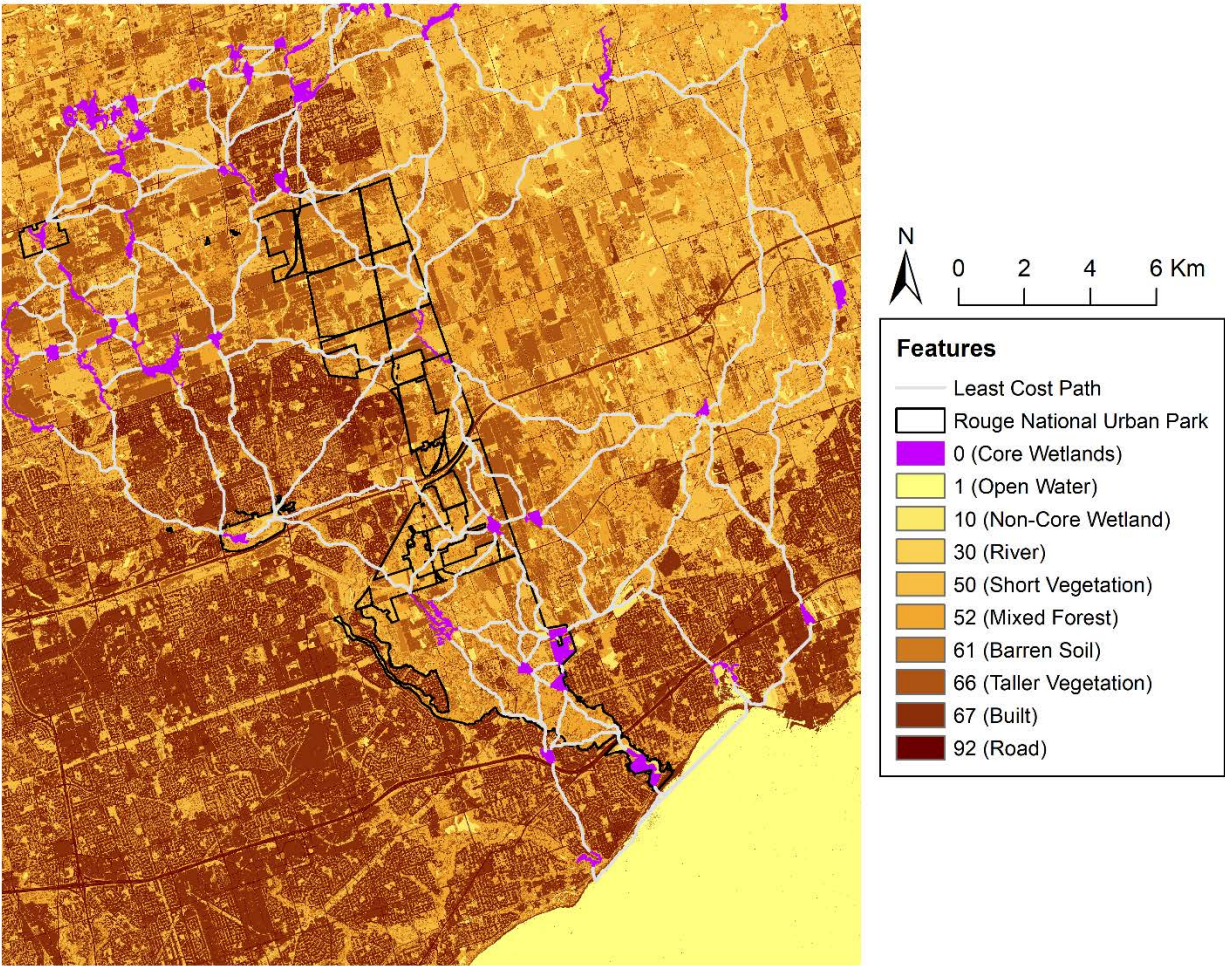 N
0 2 4 6 Km
Features
Least Cost Path
Rouge National Urban Park
0 (Core Wetlands)
1 (Open Water)
10 (Non-Core Wetland)
30 (River)
50 (Short Vegetation)
52 (Mixed Forest)
61 (Barren Soil)
66 (Taller Vegetation)
67 (Built)
92 (Road)